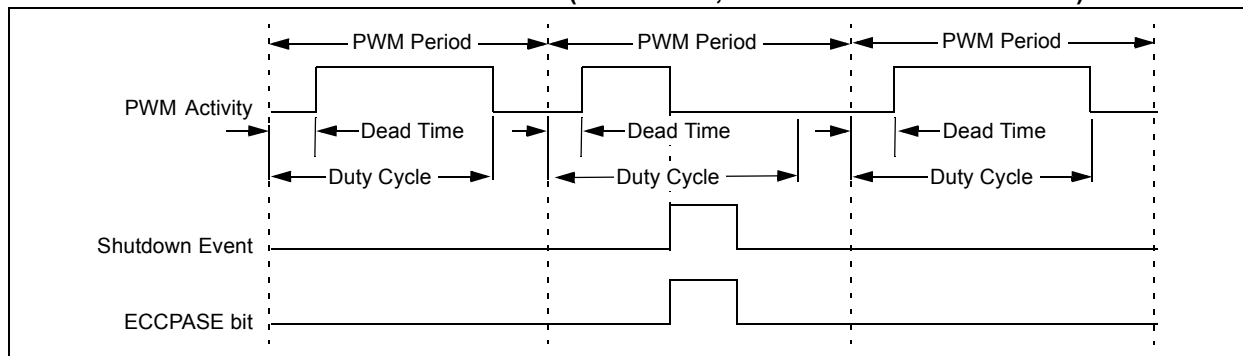 PWM Period PWM Period PWM Period
PWM Activity
Dead Time Dead Time Dead Time
Duty Cycle Duty Cycle Duty Cycle
Shutdown Event
ECCPASE bit